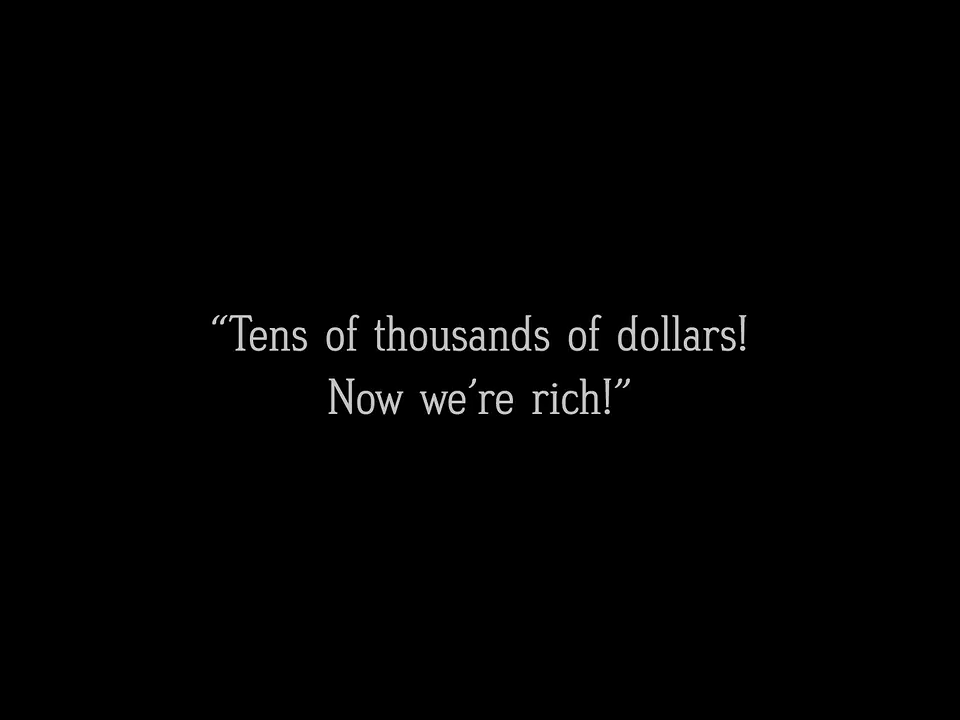 “Tens of thousands of dollars!
Now we’re rich!”